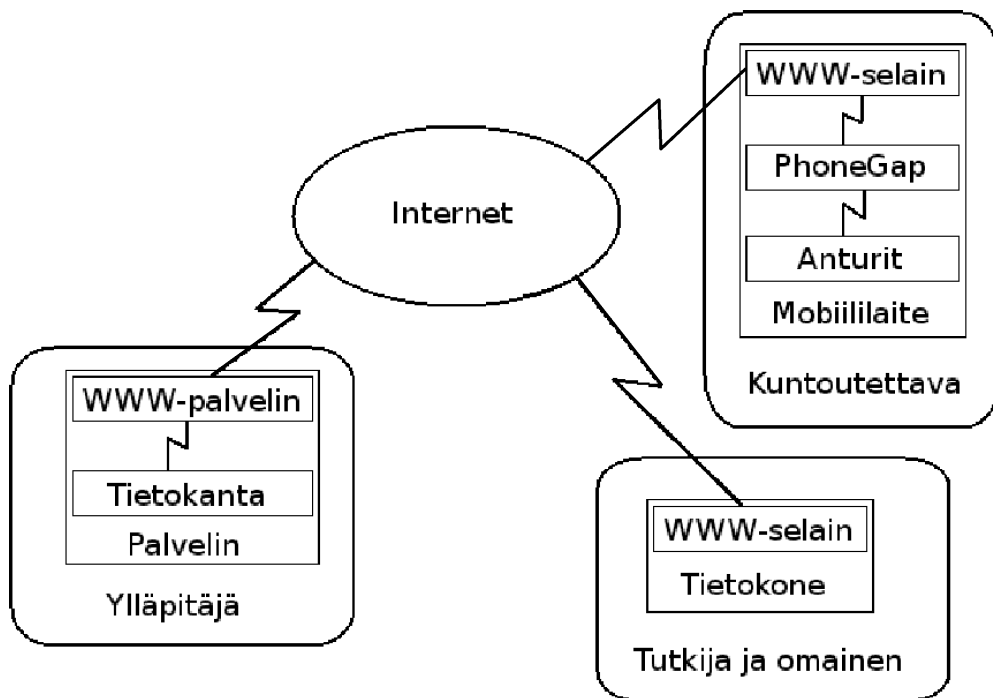 WWW-selain
PhoneGap
Anturit
Mobiililaite
Kuntoutettava
Internet
WWW-palvelin
Tietokanta
Palvelin
Ylläpitäjä
WWW-selain
Tietokone
Tutkija ja omainen